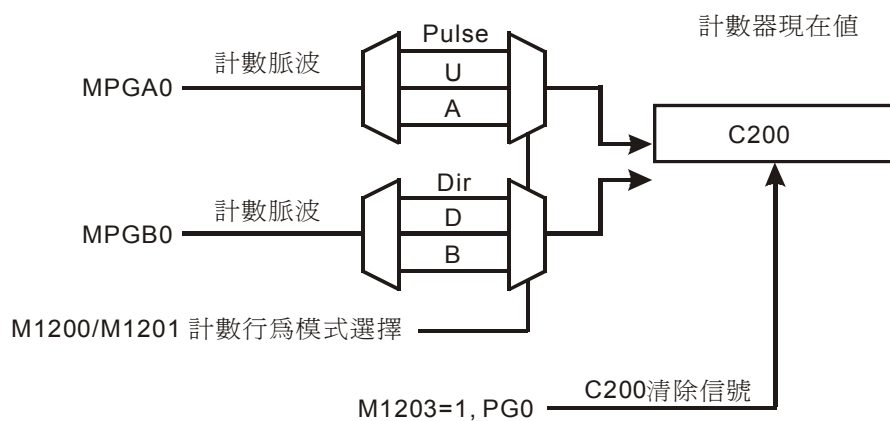 計數器現在值
Pulse
計數脈波
MPGA0
U
A
C200
Dir
計數脈波
MPGB0
D
B
M1200/M1201 計數行爲模式選擇
C200清除信號
M1203=1, PG0